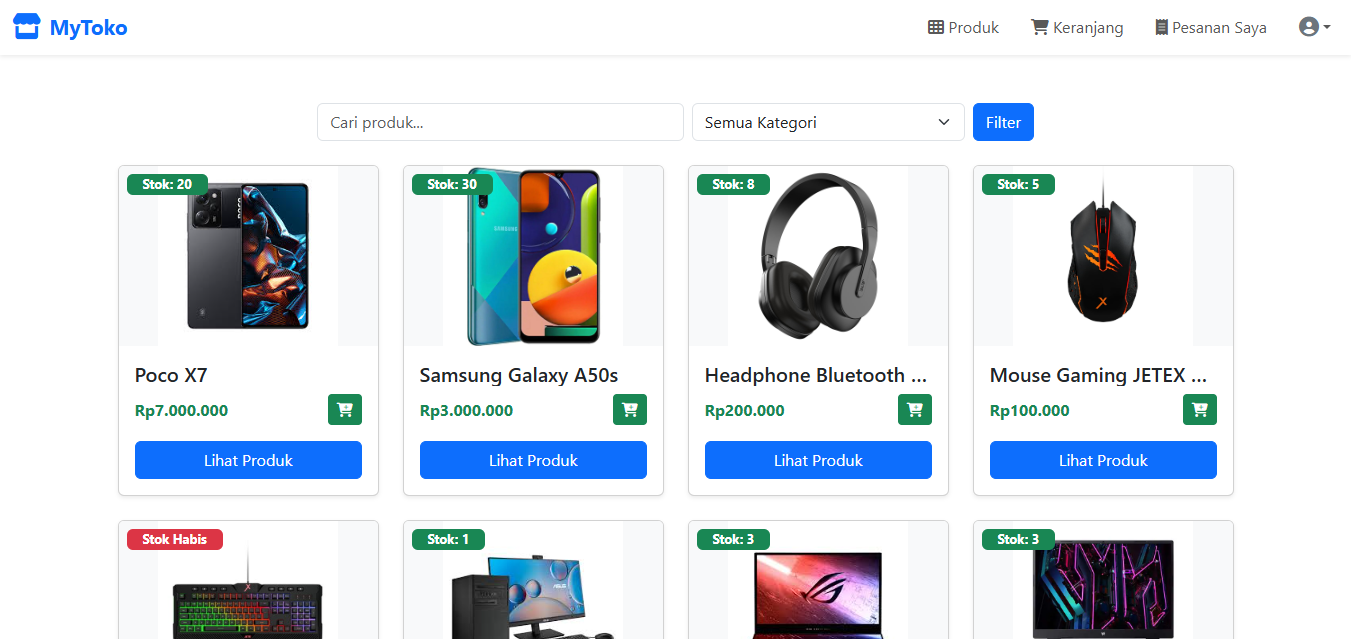 MyToko
Produk
Keranjang
Pesanan Saya
Cari produk...
Semua Kategori
Filter
Stok: 20
POCO
Stok: 30
SAMSUNG
Stok: 8
Stok: 5
Poco X7
Samsung Galaxy A50s
Headphone Bluetooth ...
Mouse Gaming JETEX ...
Rp7.000.000
Rp3.000.000
Rp200.000
Rp100.000
Lihat Produk
Lihat Produk
Lihat Produk
Lihat Produk
Stok Habis
Stok: 1
Stok: 3
Stok: 3